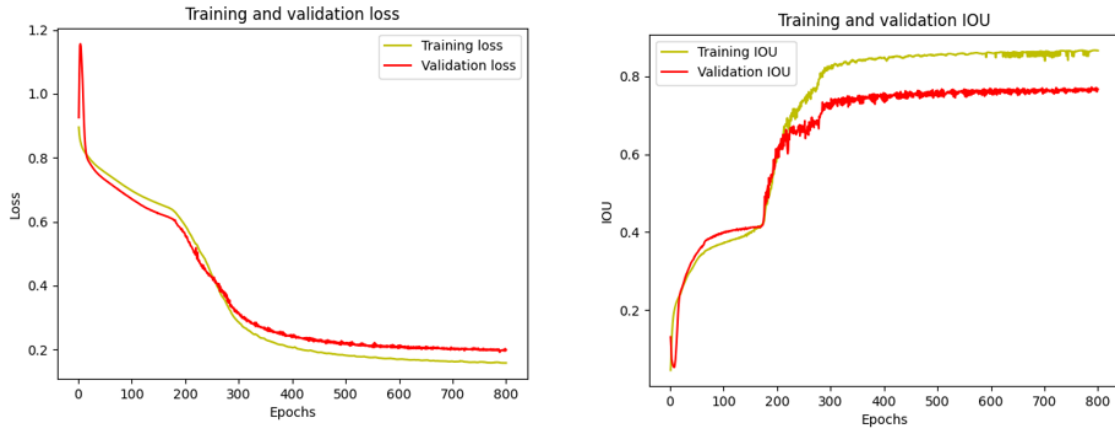 Training and validation loss
1.2
1.0
0.8
0.6
0.4
0.2
Loss
Training loss
Validation loss
0 100 200 300 400 500 600 700 800
Epochs
Training and validation IOU
0.8
0.6
0.4
0.2
IOU
Training IOU
Validation IOU
0 100 200 300 400 500 600 700 800
Epochs